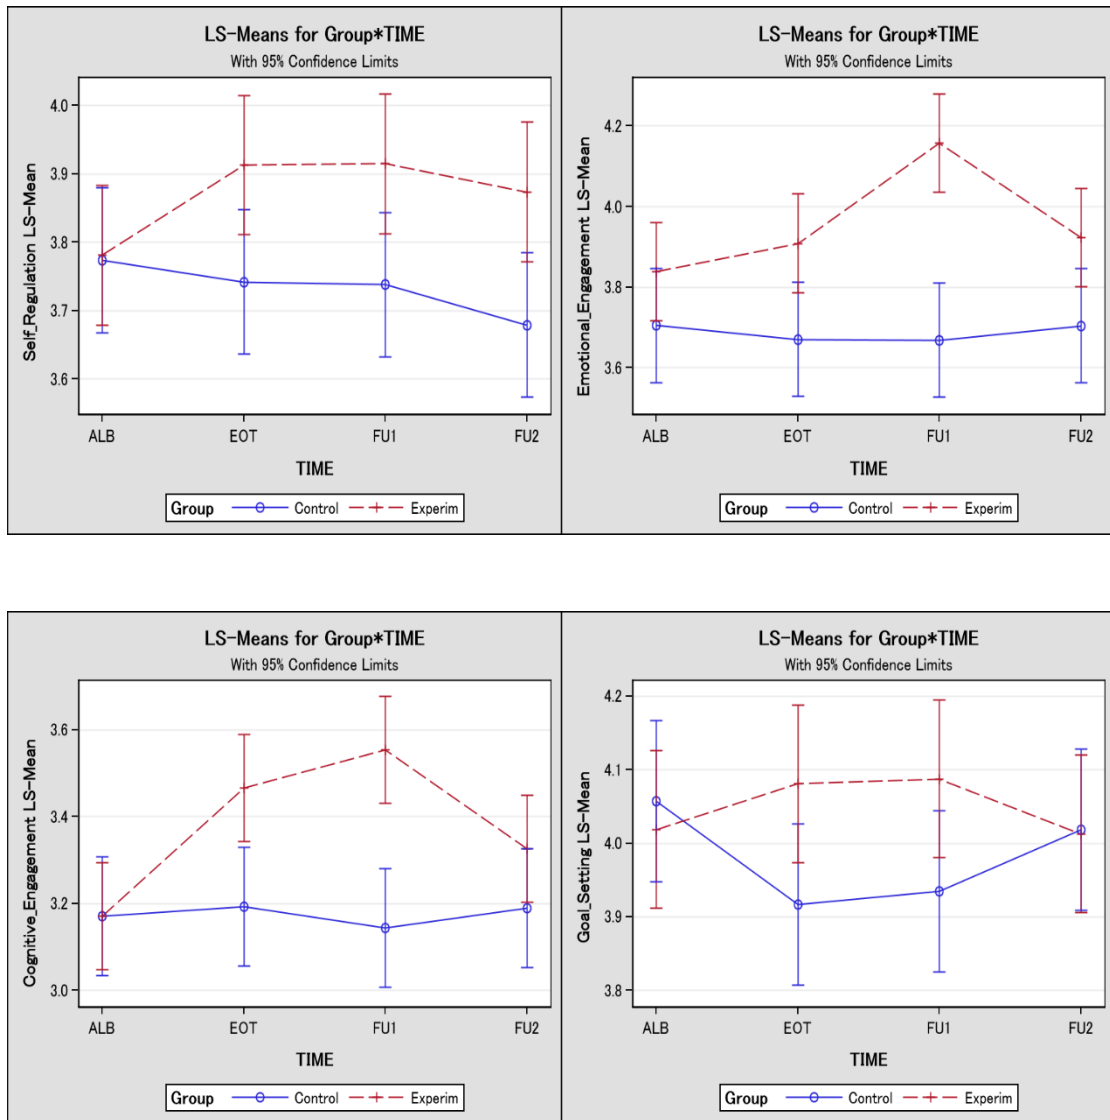 LS-Means for Group*TIME
With 95% Confidence Limits
Self_Regulation LS-Mean
4.0
3.9
3.8
3.7
3.6
ALB EOT FU1 FU2
TIME
Group Control Experim
LS-Means for Group*TIME
With 95% Confidence Limits
Emotional_Engagement LS-Mean
4.2
4.0
3.8
3.6
ALB EOT FU1 FU2
TIME
Group Control Experim
LS-Means for Group*TIME
With 95% Confidence Limits
Cognitive_Engagement LS-Mean
3.6
3.4
3.2
3.0
ALB EOT FU1 FU2
TIME
Group Control Experim
LS-Means for Group*TIME
With 95% Confidence Limits
Goal_Setting LS-Mean
4.2
4.1
4.0
3.9
3.8
ALB EOT FU1 FU2
TIME
Group Control Experim